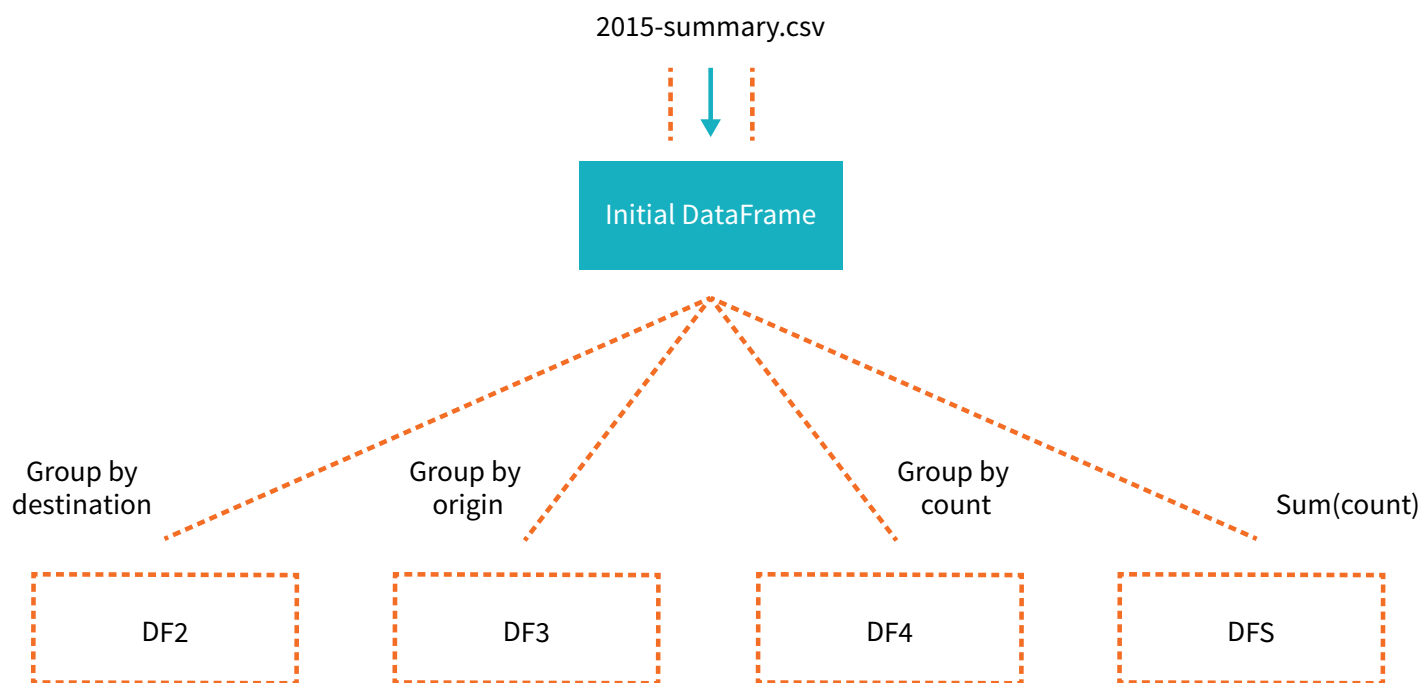 2015-summary.csv
Initial DataFrame
Group by
destination
Group by
origin
Group by
count
Sum(count)
DF2
DF3
DF4
DFS